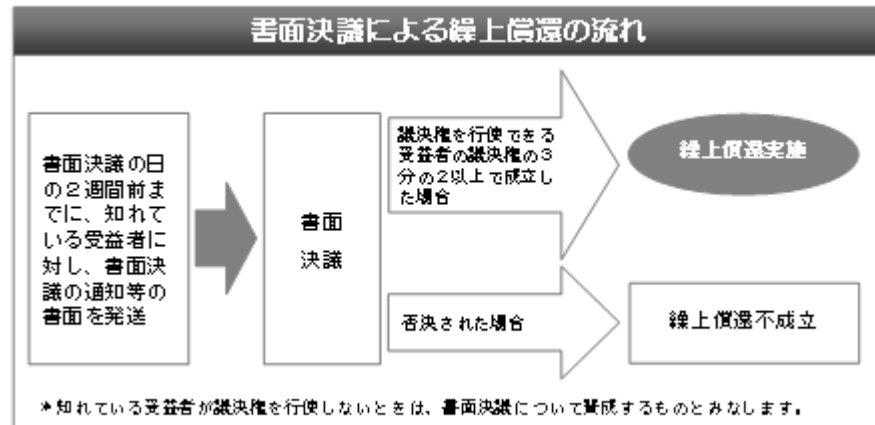 書面決議による繰上償還の流れ
書面決議の日
の2週間前ま
でに、知れて
いる受益者に
対し、書面決
議の通知等の
書面を発送
書面
決議
議決権を行使できる
受益者の議決権の3
分の2以上で成立し
た場合
繰上償還実施
否決された場合
繰上償還不成立
*知れている受益者が議決権を行使しないときは、書面決議について賛成するものとみなします。